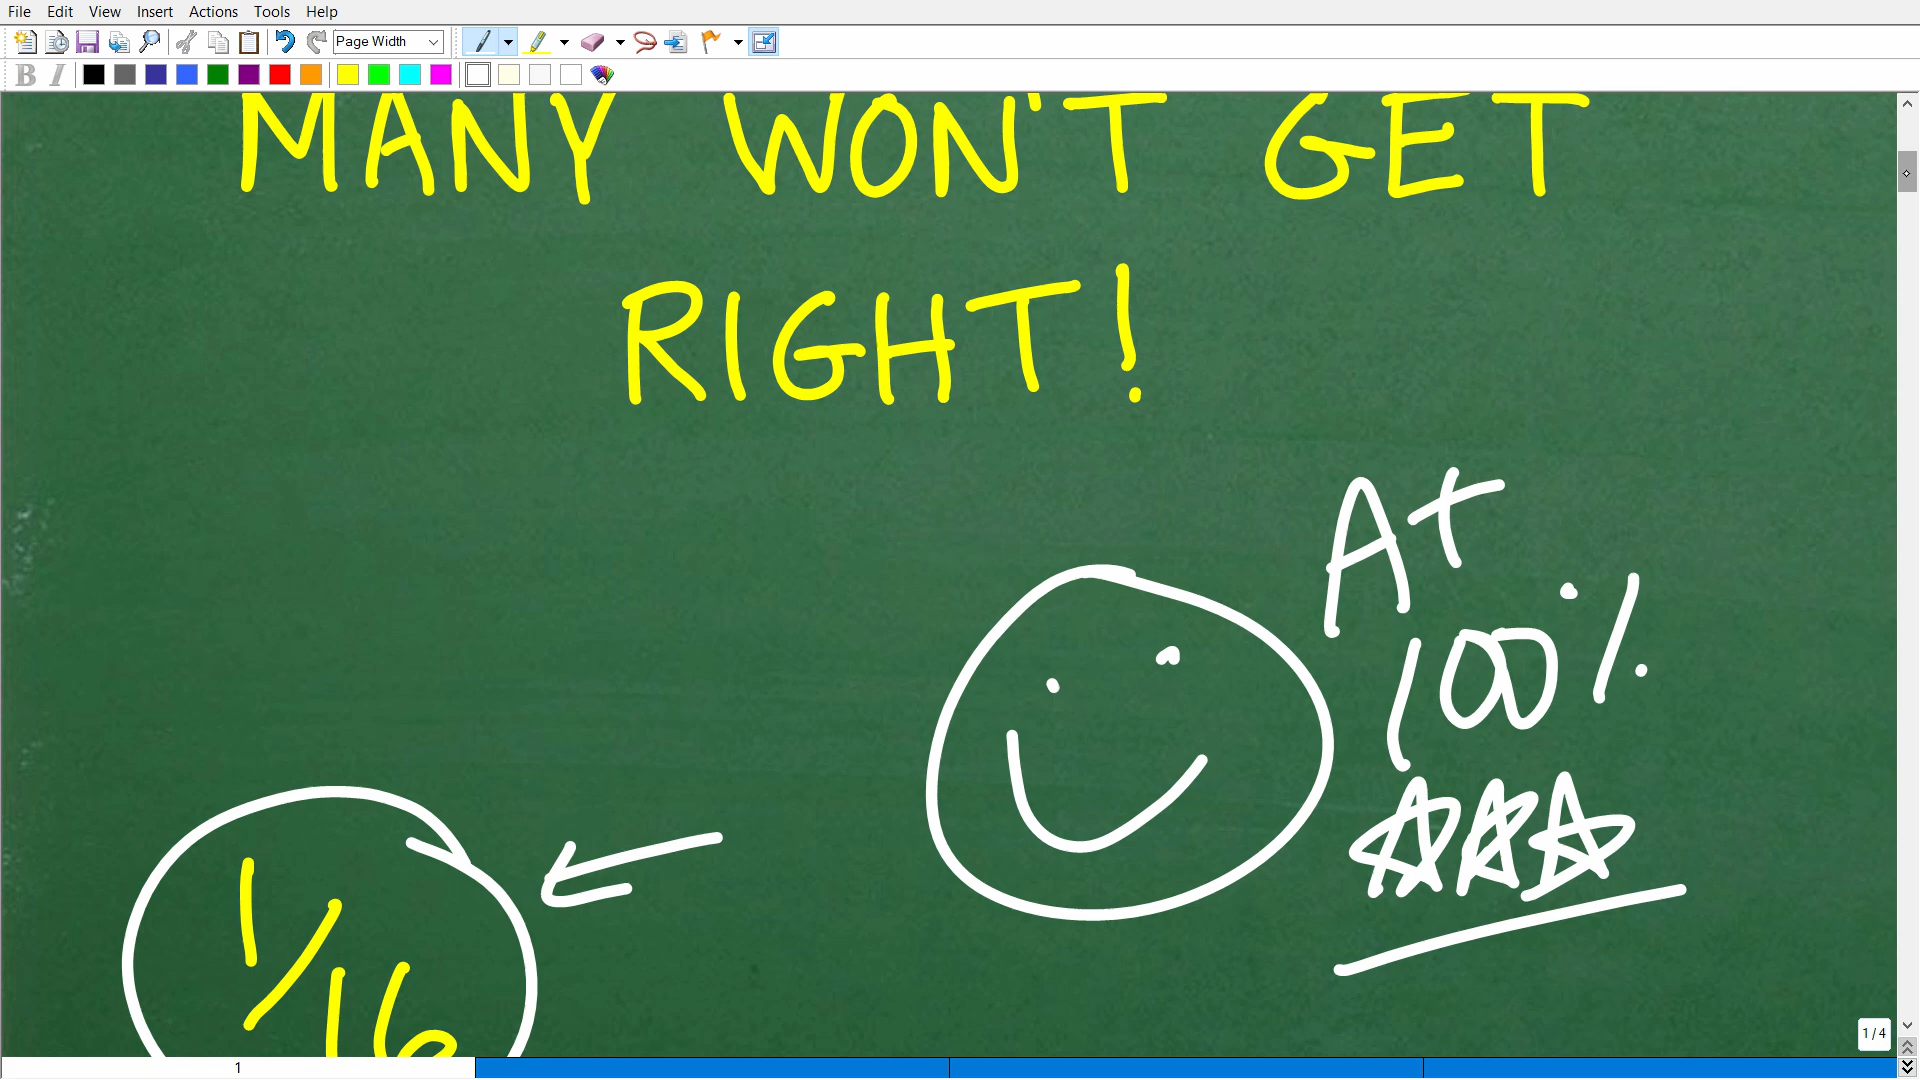 File Edit View Insert Actions Tools Help
Page Width
B I
MANY WON'T GET
RIGHT!
A+
100%
1/16
1/4
1